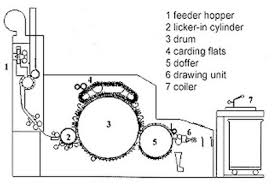 1 feeder hopper
2 licker-in cylinder
3 drum
4 carding flats
5 doffer
6 drawing unit
7 coiler
1
4
7
3
6
2
5